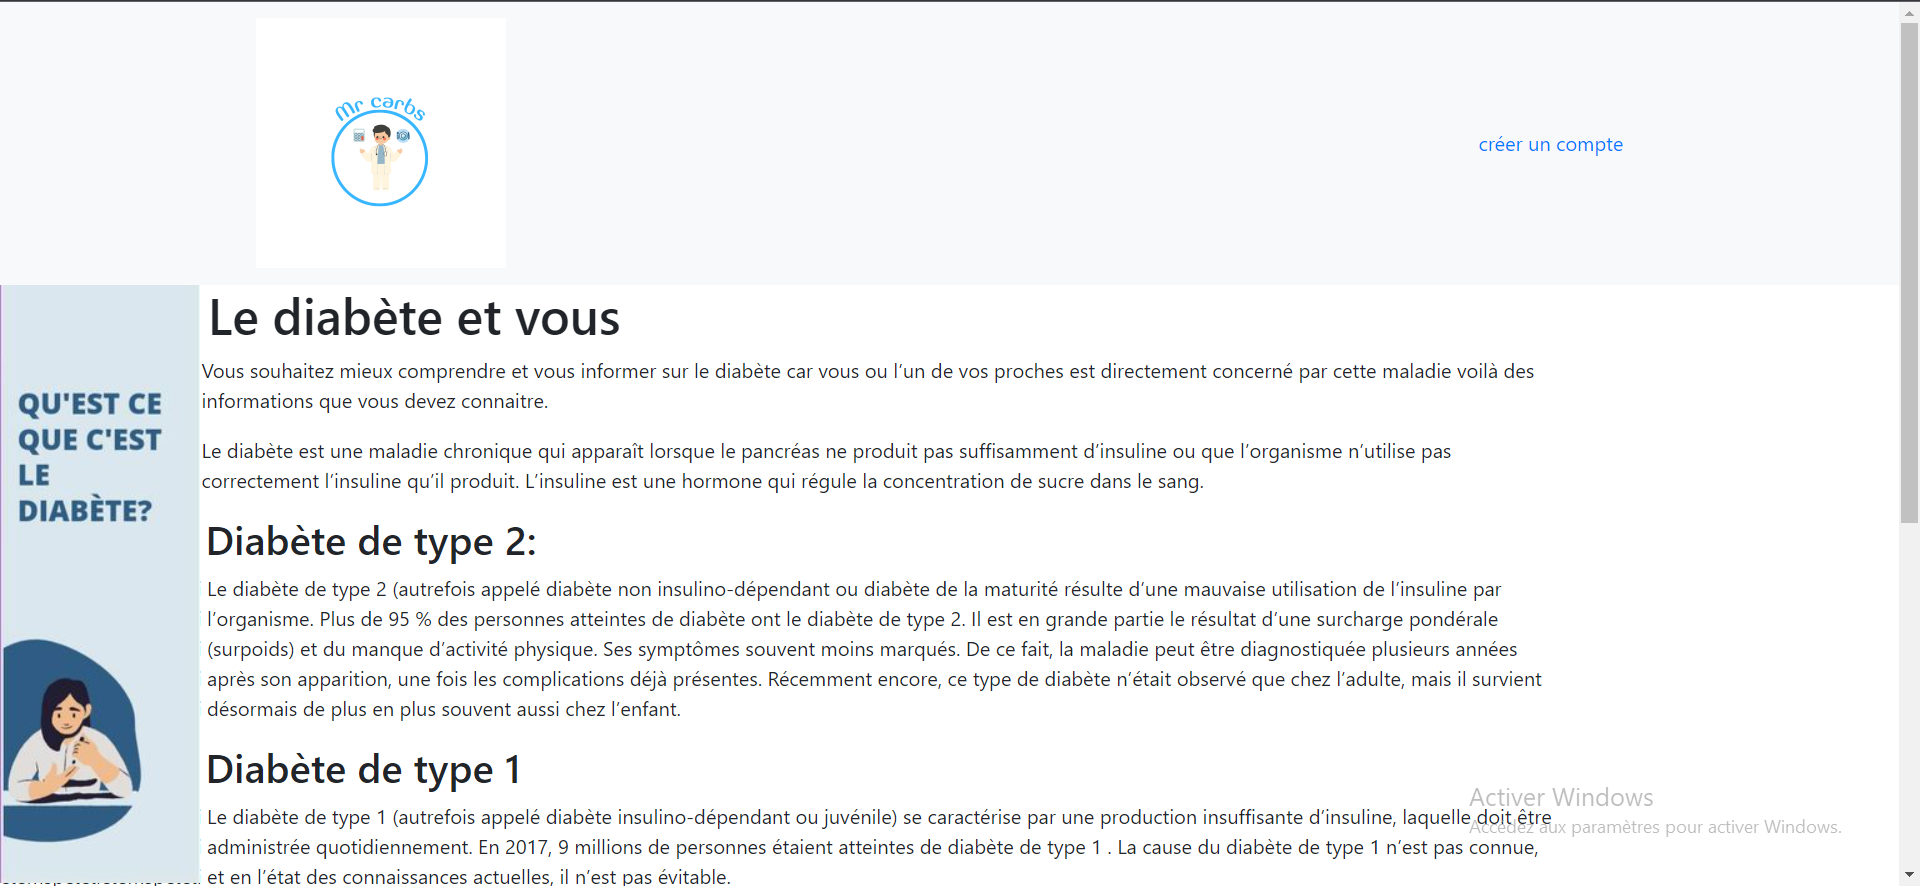 Mr carbs
créer un compte
QU'EST CE
QUE C'EST
LE
DIABÈTE?
Le diabète et vous
Vous souhaitez mieux comprendre et vous informer sur le diabète car vous ou l’un de vos proches est directement concerné par cette maladie voilà des
informations que vous devez connaitre.
Le diabète est une maladie chronique qui apparaît lorsque le pancréas ne produit pas suffisamment d’insuline ou que l’organisme n’utilise pas
correctement l’insuline qu’il produit. L’insuline est une hormone qui régule la concentration de sucre dans le sang.
Diabète de type 2:
Le diabète de type 2 (autrefois appelé diabète non insulino-dépendant ou diabète de la maturité résulte d’une mauvaise utilisation de l’insuline par
l’organisme. Plus de 95 % des personnes atteintes de diabète ont le diabète de type 2. Il est en grande partie le résultat d’une surcharge pondérale
(surpoids) et du manque d’activité physique. Ses symptômes souvent moins marqués. De ce fait, la maladie peut être diagnostiquée plusieurs années
après son apparition, une fois les complications déjà présentes. Récemment encore, ce type de diabète n’était observé que chez l’adulte, mais il survient
désormais de plus en plus souvent aussi chez l’enfant.
Diabète de type 1
Le diabète de type 1 (autrefois appelé diabète insulino-dépendant ou juvénile) se caractérise par une production insuffisante d’insuline, laquelle doit être
administrée quotidiennement. En 2017, 9 millions de personnes étaient atteintes de diabète de type 1 . La cause du diabète de type 1 n’est pas connue,
et en l’état des connaissances actuelles, il n’est pas évitable.
Activer Windows
Accédez aux paramètres pour activer Windows.